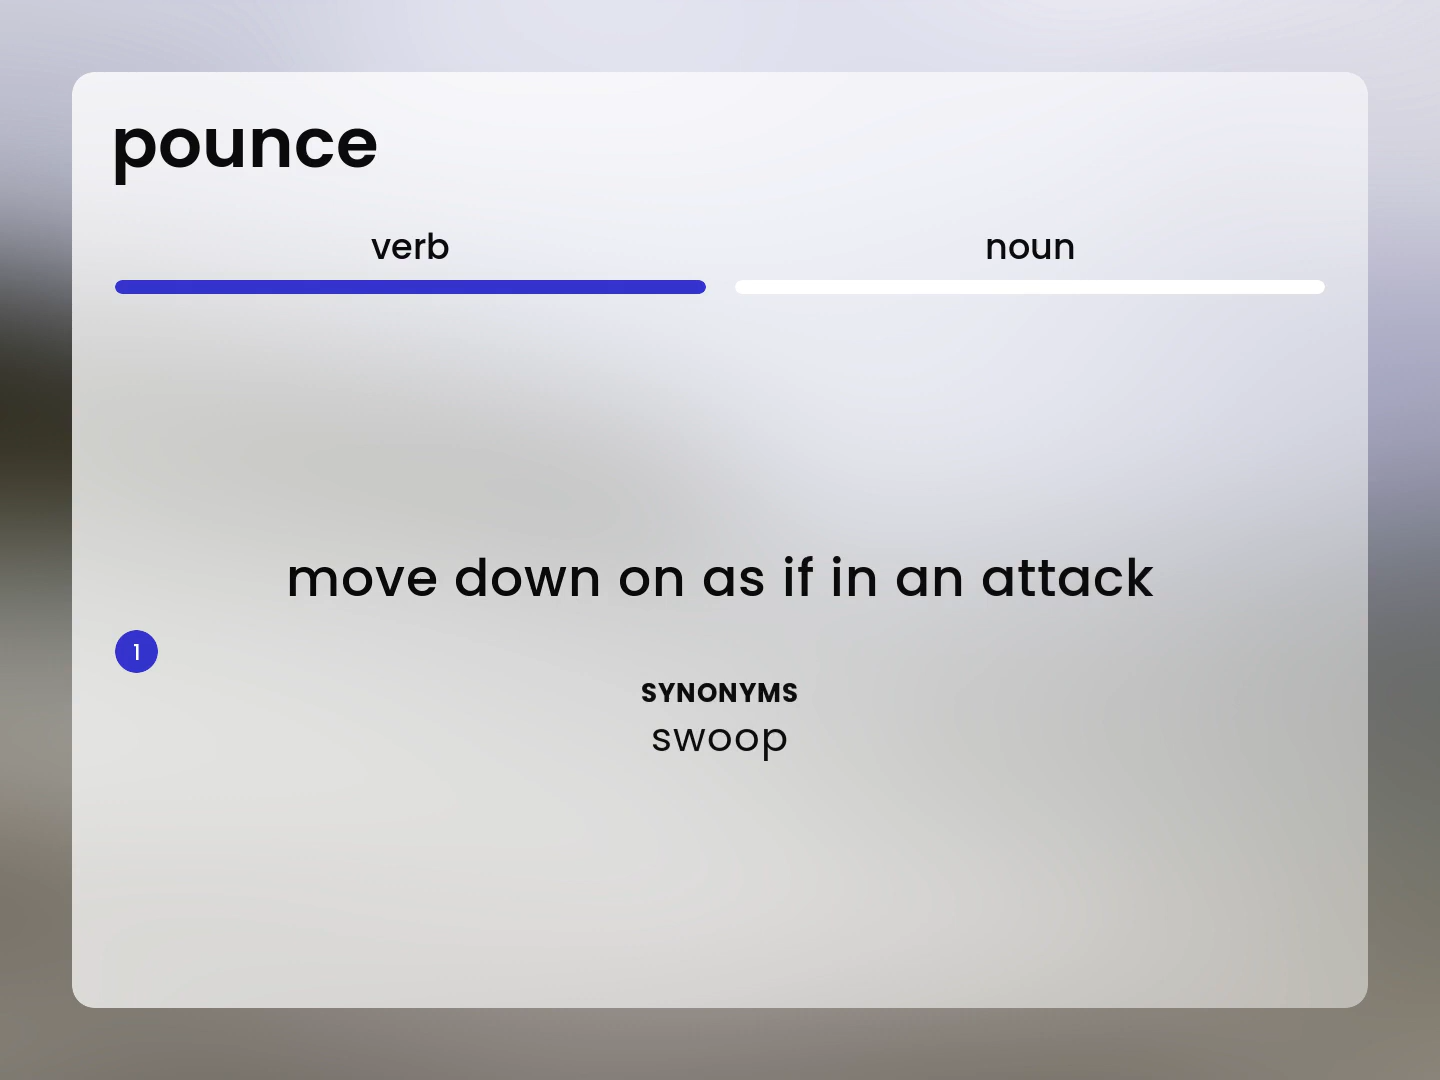 pounce
verb
noun
move down on as if in an attack
1
SYNONYMS
swoop